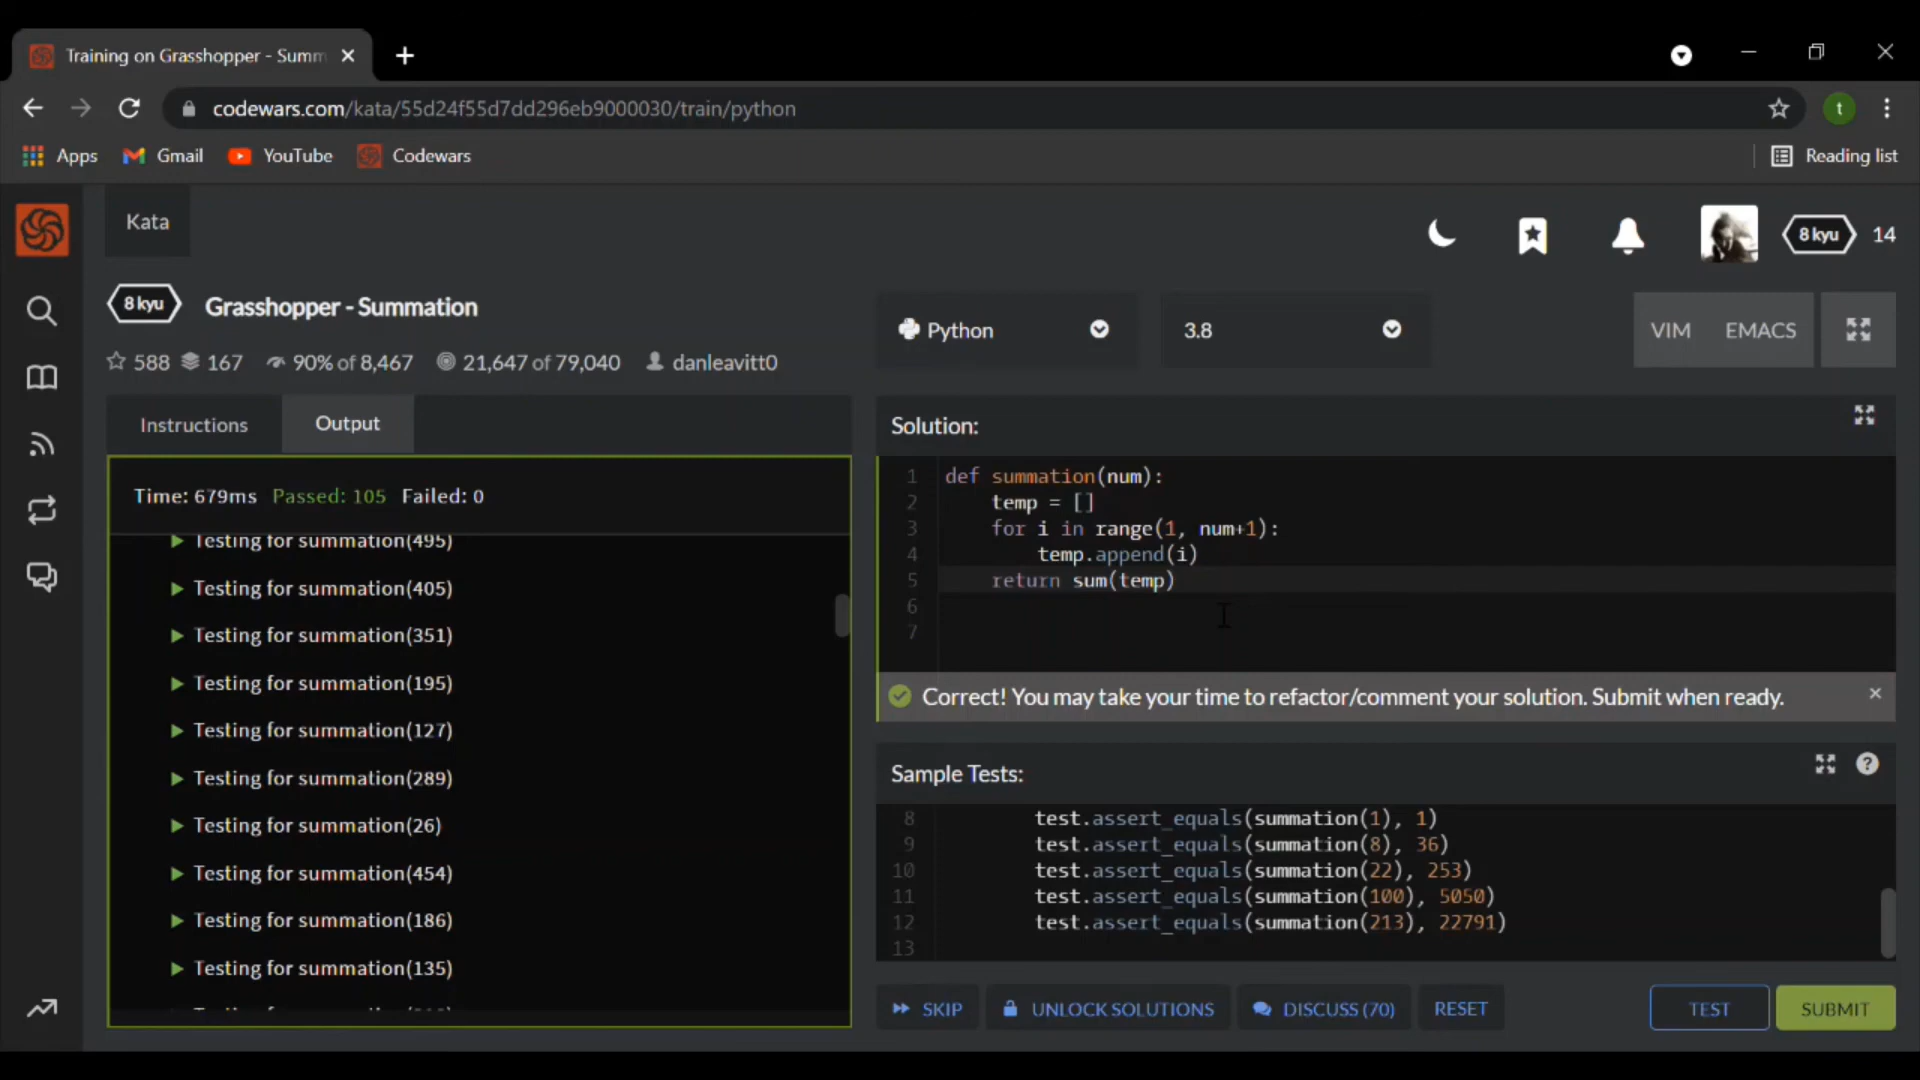 Training on Grasshopper - Summ
codewars.com/kata/55d24f55d7dd296eb9000030/train/python
t
Apps Gmail YouTube Codewars Reading list
Kata
8 kyu 14
8 kyu Grasshopper - Summation
588 167 90% of 8,467 21,647 of 79,040 danleavitt0
Python 3.8 VIM EMACS
Instructions Output
Time: 679ms Passed: 105 Failed: 0
Testing for summation(495)
Testing for summation(405)
Testing for summation(351)
Testing for summation(195)
Testing for summation(127)
Testing for summation(289)
Testing for summation(26)
Testing for summation(454)
Testing for summation(186)
Testing for summation(135)
Solution:
1 def summation(num):
2 temp = []
3 for i in range(1, num+1):
4 temp.append(i)
5 return sum(temp)
6
7
Correct! You may take your time to refactor/comment your solution. Submit when ready.
Sample Tests:
8 test.assert_equals(summation(1), 1)
9 test.assert_equals(summation(8), 36)
10 test.assert_equals(summation(22), 253)
11 test.assert_equals(summation(100), 5050)
12 test.assert_equals(summation(213), 22791)
13
SKIP UNLOCK SOLUTIONS DISCUSS (70) RESET TEST SUBMIT